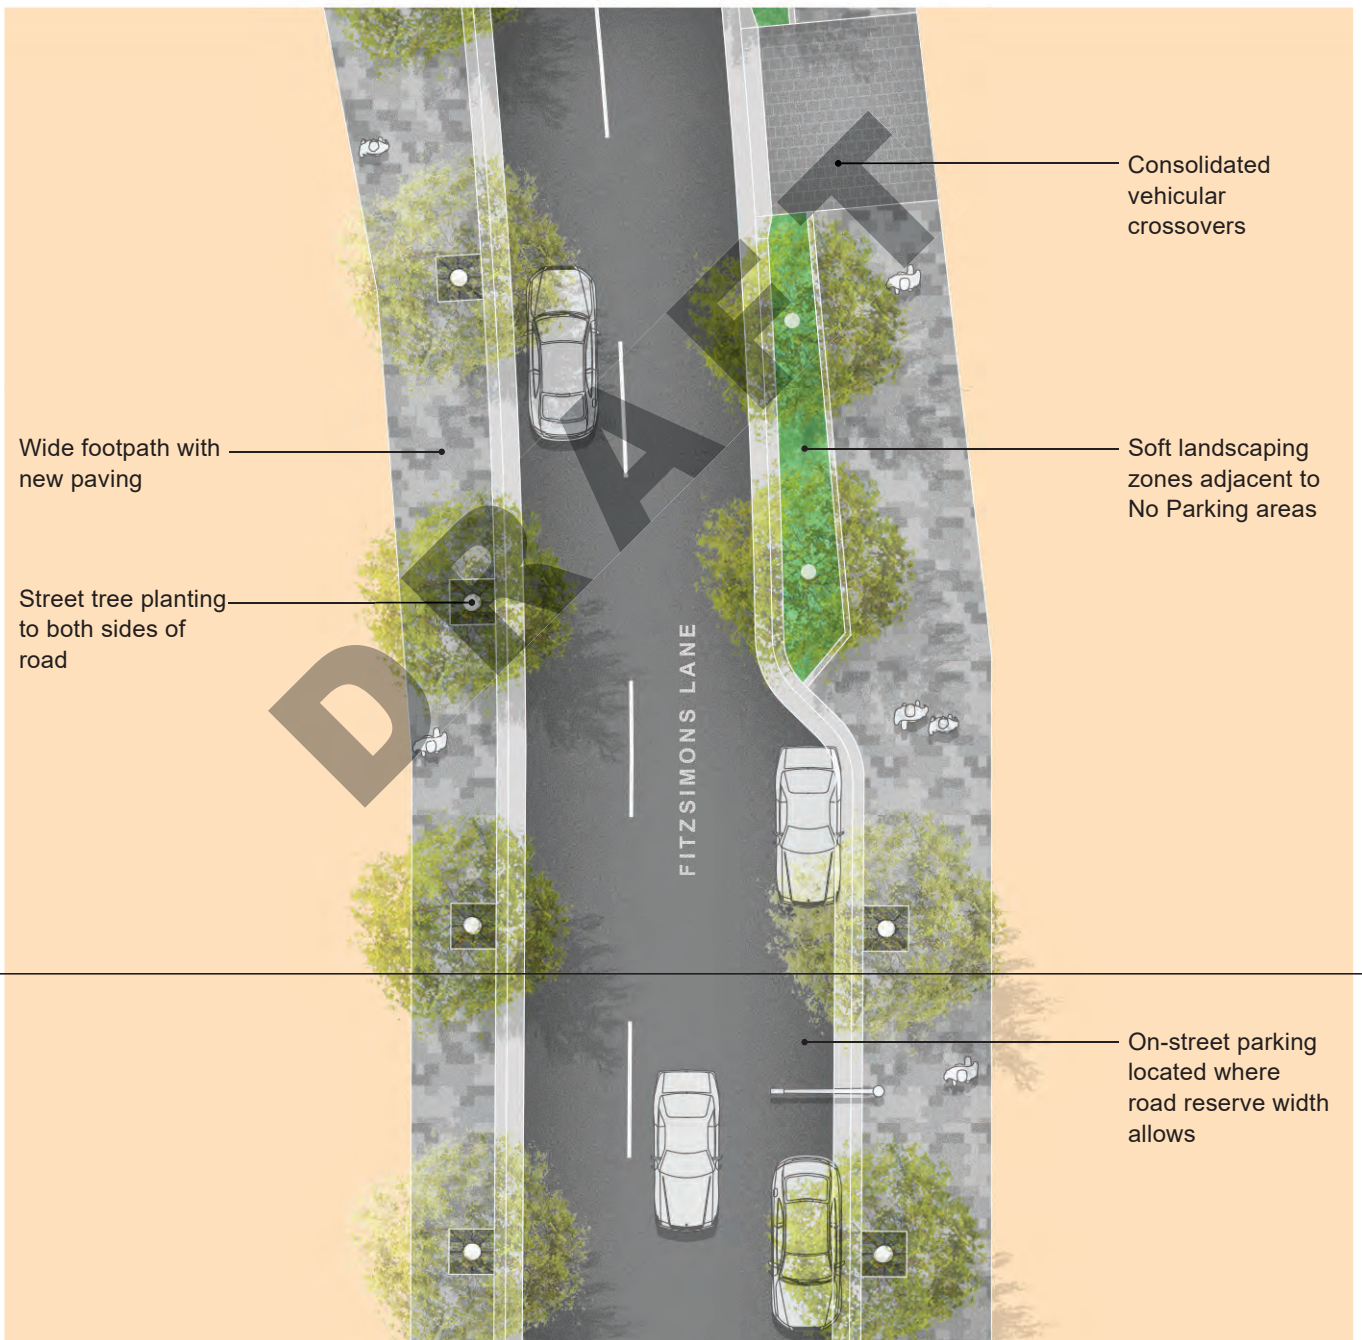 Consolidated
vehicular
crossovers
Wide footpath with
new paving
Soft landscaping
zones adjacent to
No Parking areas
Street tree planting
to both sides of
road
FITZSIMONS LANE
DRAFT
On-street parking
located where
road reserve width
allows